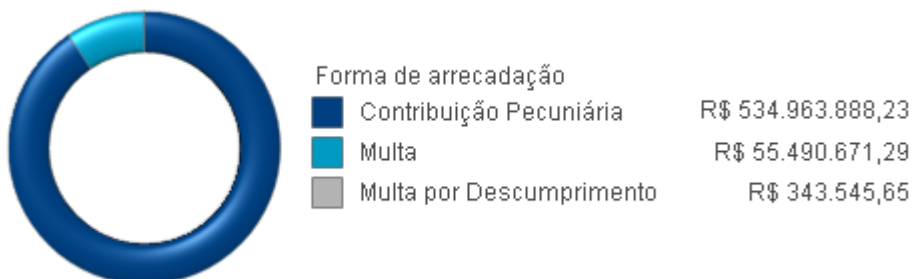 Forma de arrecadação
Contribuição Pecuniária R$ 534.963.888,23
Multa R$ 55.490.671,29
Multa por Descumprimento R$ 343.545,65